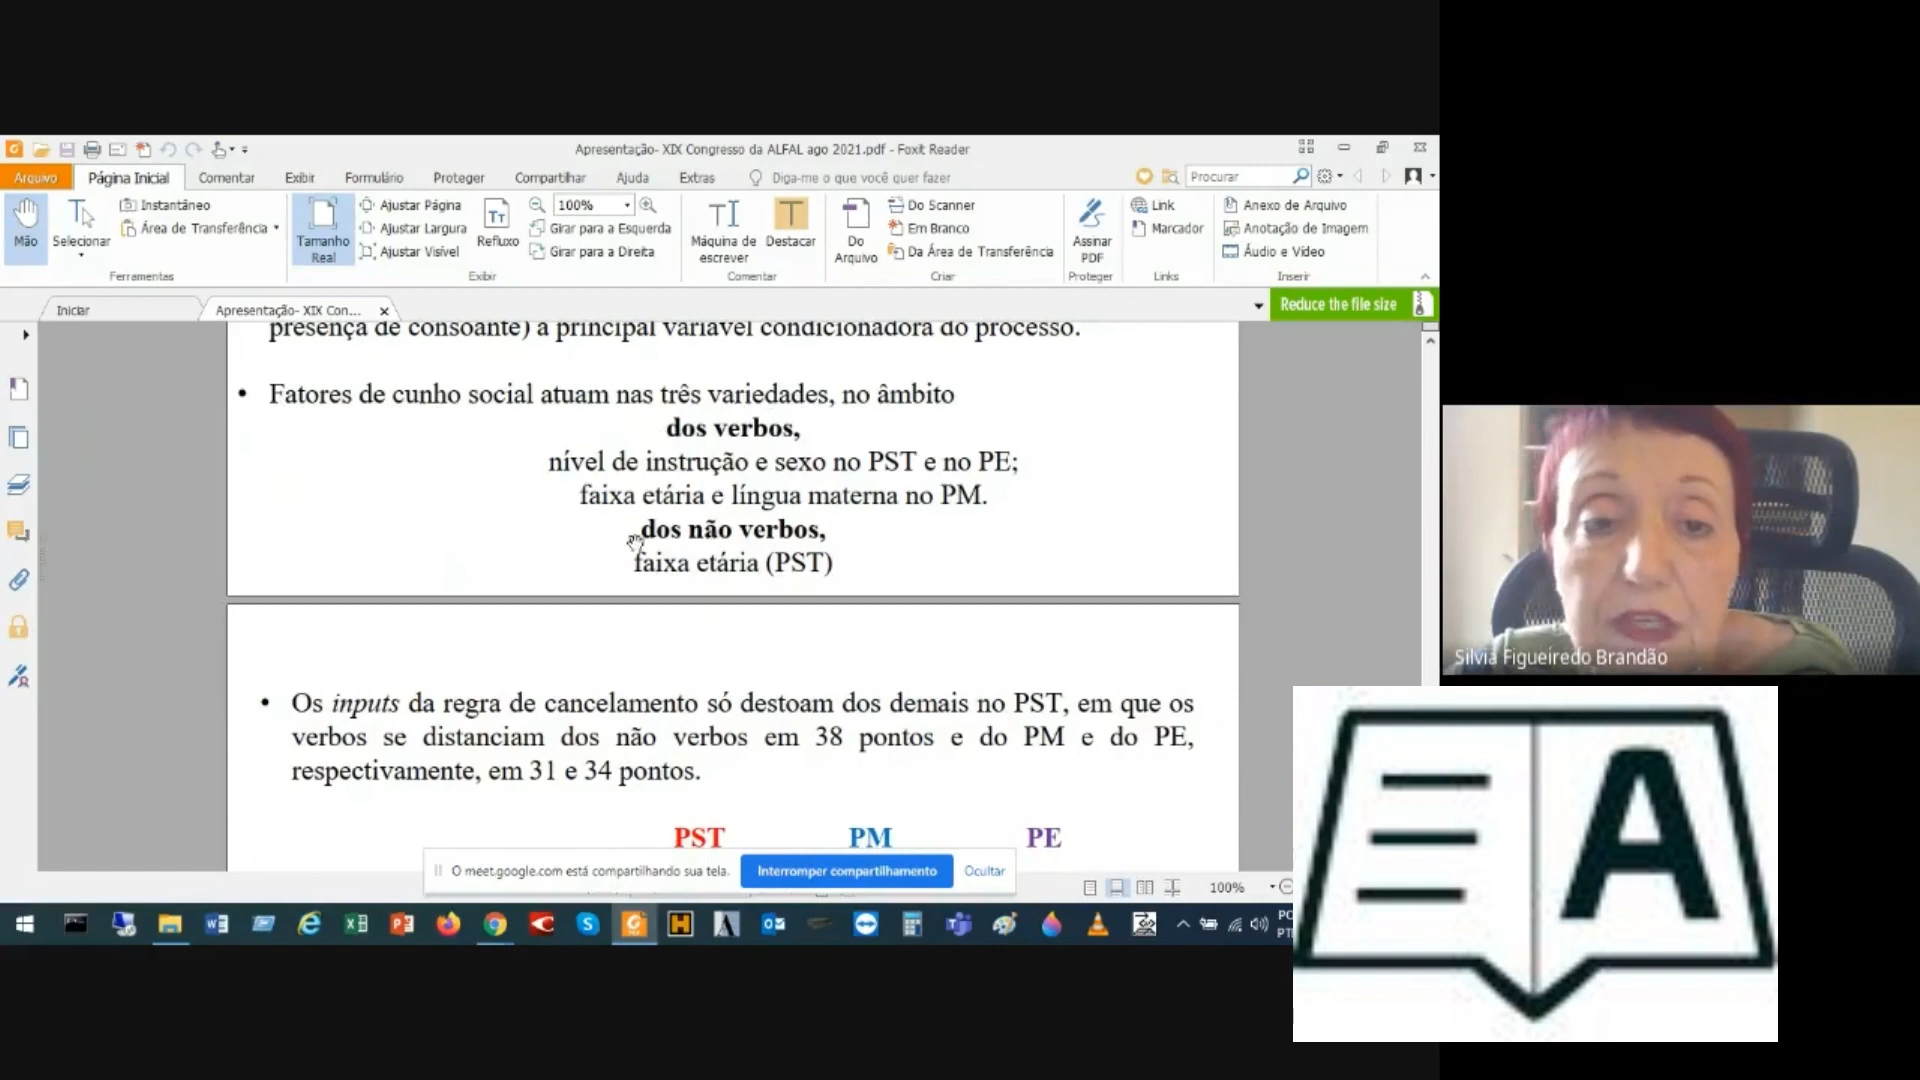 Apresentação- XIX Congresso da ALFAL ago 2021.pdf - Foxit Reader
Arquivo
Página Inicial
Comentar
Exibir
Formulário
Proteger
Compartilhar
Ajuda
Extras
Diga-me o que você quer fazer
Procurar
Mão
Selecionar
Instantâneo
Área de Transferência
Ferramentas
Tamanho
Real
Ajustar Página
Ajustar Largura
Ajustar Visível
Refluxo
100%
Girar para a Esquerda
Girar para a Direita
Exibir
Máquina de
escrever
Destacar
Comentar
Do
Arquivo
Do Scanner
Em Branco
Da Área de Transferência
Criar
Assinar
PDF
Proteger
Link
Marcador
Links
Anexo de Arquivo
Anotação de Imagem
Áudio e Vídeo
Inserir
Iniciar
Apresentação- XIX Con...
Reduce the file size
presença de consoante) a principal variável condicionadora do processo.
• Fatores de cunho social atuam nas três variedades, no âmbito
dos verbos,
nível de instrução e sexo no PST e no PE;
faixa etária e língua materna no PM.
dos não verbos,
faixa etária (PST)
• Os inputs da regra de cancelamento só destoam dos demais no PST, em que os
verbos se distanciam dos não verbos em 38 pontos e do PM e do PE,
respectivamente, em 31 e 34 pontos.
PST PM PE
O meet.google.com está compartilhando sua tela.
Interromper compartilhamento
Ocultar
100%
Silvia Figueiredo Brandão
A